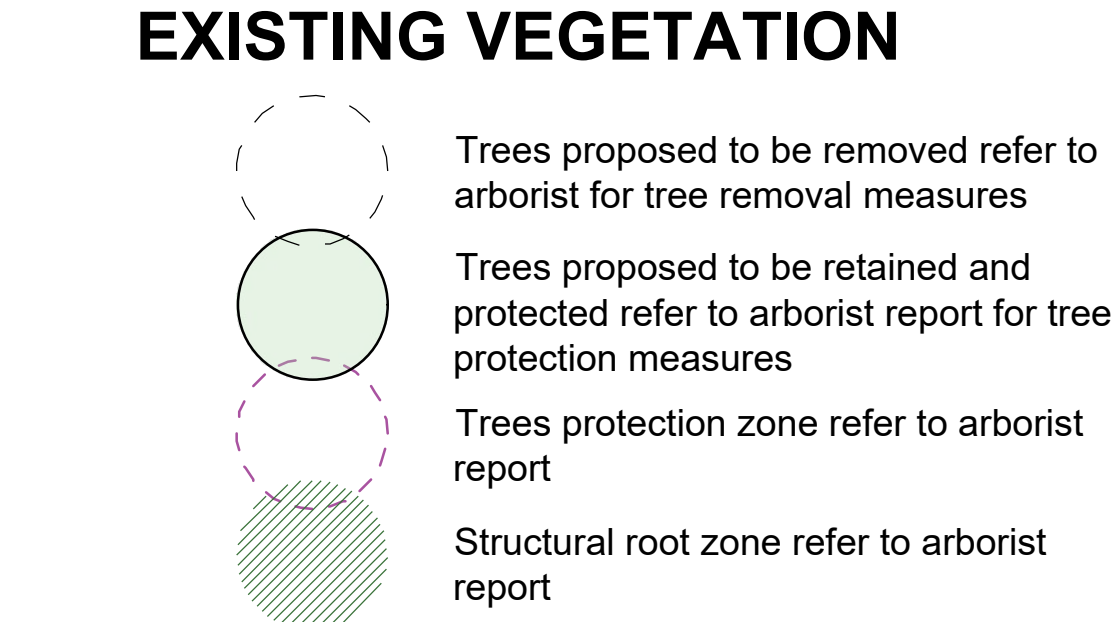 EXISTING VEGETATION
Trees proposed to be removed refer to
arborist for tree removal measures
Trees proposed to be retained and
protected refer to arborist report for tree
protection measures
Trees protection zone refer to arborist
report
Structural root zone refer to arborist
report